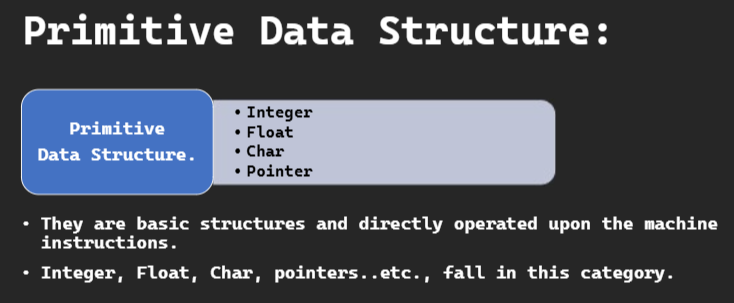 Primitive Data Structure:
Primitive
Data Structure.
• Integer
• Float
• Char
• Pointer
• They are basic structures and directly operated upon the machine
instructions.
• Integer, Float, Char, pointers..etc., fall in this category.